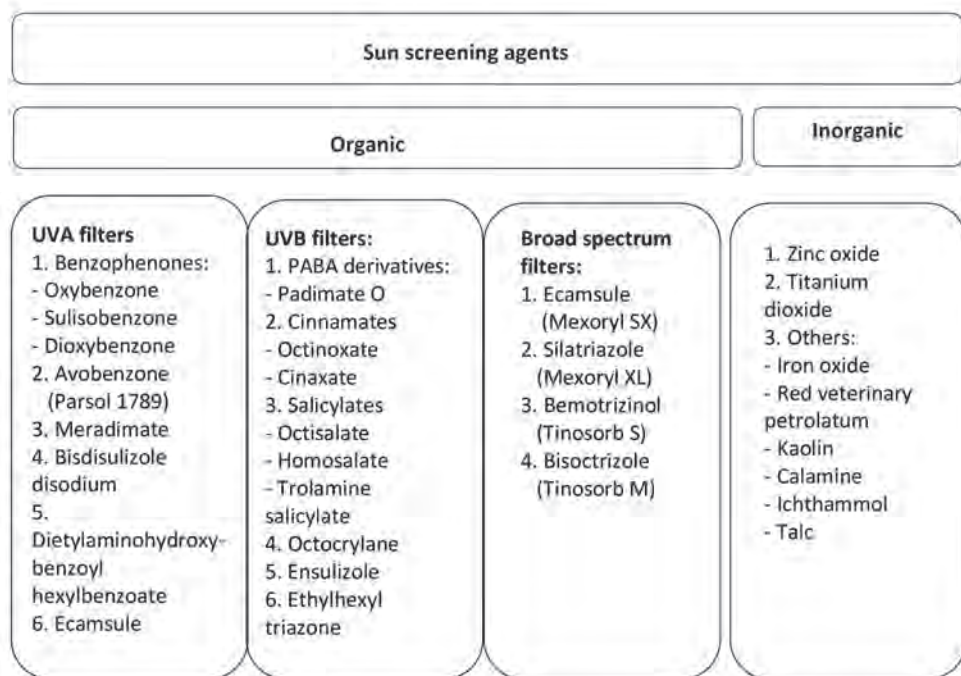 Sun screening agents
Organic
Inorganic
UVA filters
1. Benzophenones:
- Oxybenzone
- Sulisobenzone
- Dioxybenzone
2. Avobenzone
(Parsol 1789)
3. Meradimate
4. Bisdisulizole
disodium
5.
Dietylaminohydroxy-
benzoyl
hexylbenzoate
6. Ecamsule
UVB filters:
1. PABA derivatives:
- Padimate O
2. Cinnamates
- Octinoxate
- Cinaxate
3. Salicylates
- Octisalate
- Homosalate
- Trolamine
salicylate
4. Octocrylane
5. Ensulizole
6. Ethylhexyl
triazone
Broad spectrum
filters:
1. Ecamsule
(Mexoryl SX)
2. Silatriazole
(Mexoryl XL)
3. Bemotrizinol
(Tinosorb S)
4. Bisoctrizole
(Tinosorb M)
1. Zinc oxide
2. Titanium
dioxide
3. Others:
- Iron oxide
- Red veterinary
petrolatum
- Kaolin
- Calamine
- Ichthammol
- Talc